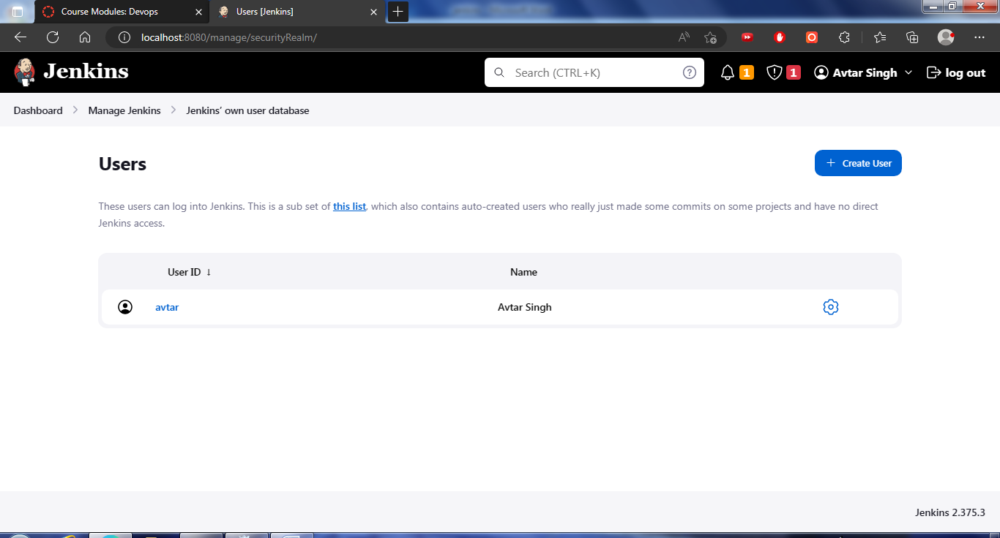 Course Modules: Devops
Users [Jenkins]
localhost:8080/manage/securityRealm/
Jenkins
Search (CTRL+K)
1
1
Avtar Singh
log out
Dashboard
Manage Jenkins
Jenkins' own user database
Users
Create User
These users can log into Jenkins. This is a sub set of this list, which also contains auto-created users who really just made some commits on some projects and have no direct
Jenkins access.
User ID ↓
Name
avtar
Avtar Singh
Jenkins 2.375.3